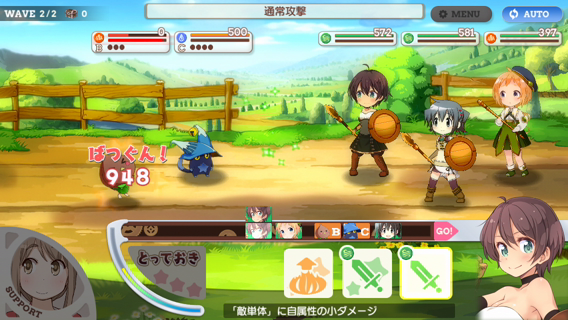 WAVE 2/2 0
通常攻撃
MENU
AUTO
0
B
500
C
572
581
397
ばつぐん!
948
B C GO!
とっておき
SUPPORT
「敵単体」に自属性の小ダメージ